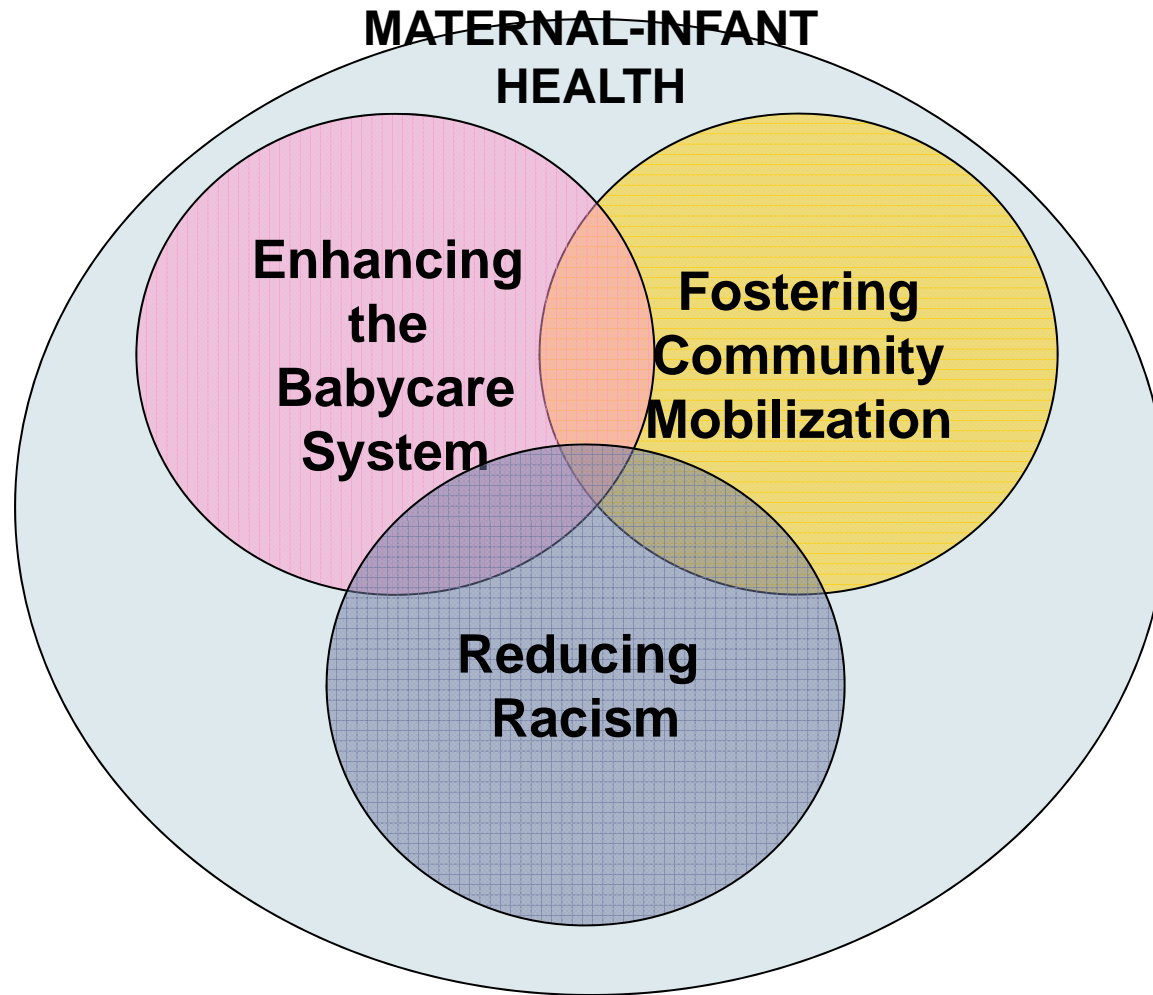 MATERNAL-INFANT
HEALTH
Enhancing
the
Babycare
System
Fostering
Community
Mobilization
Reducing
Racism